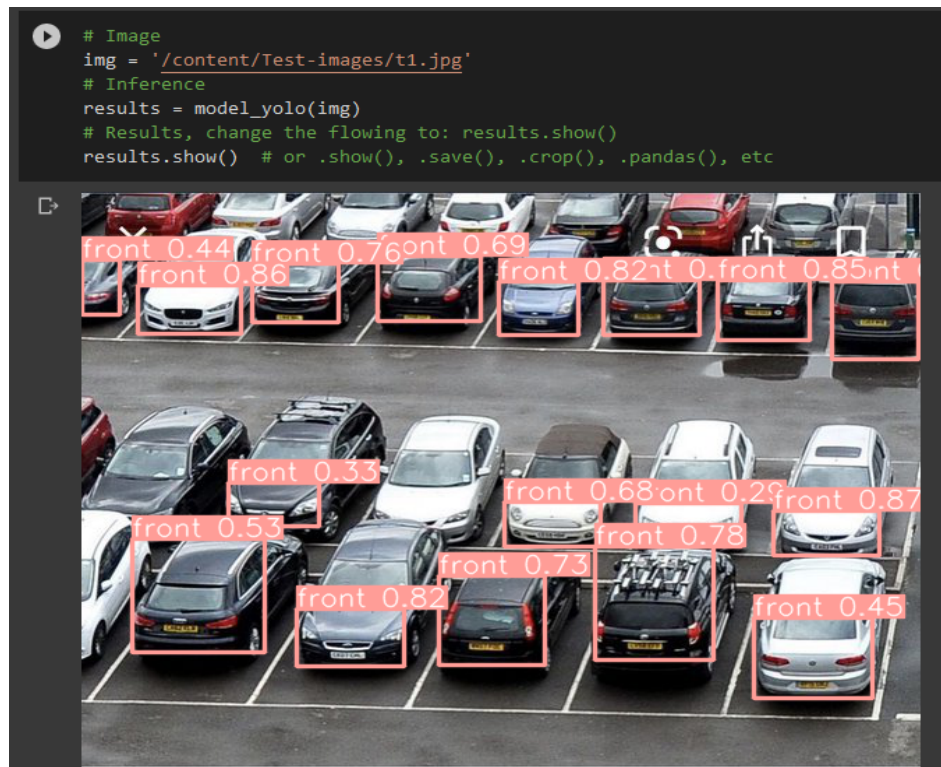 # Image
img = '/content/Test-images/t1.jpg'
# Inference
results = model_yolo(img)
# Results, change the flowing to: results.show()
results.show()  # or .show(), .save(), .crop(), .pandas(), etc
front 0.44
front 0.76
ont 0.69
front 0.86
front 0.82
nt 0.
front 0.85
nt
front 0.33
front 0.68
ont 0.29
front 0.87
front 0.53
front 0.78
front 0.73
front 0.82
front 0.45